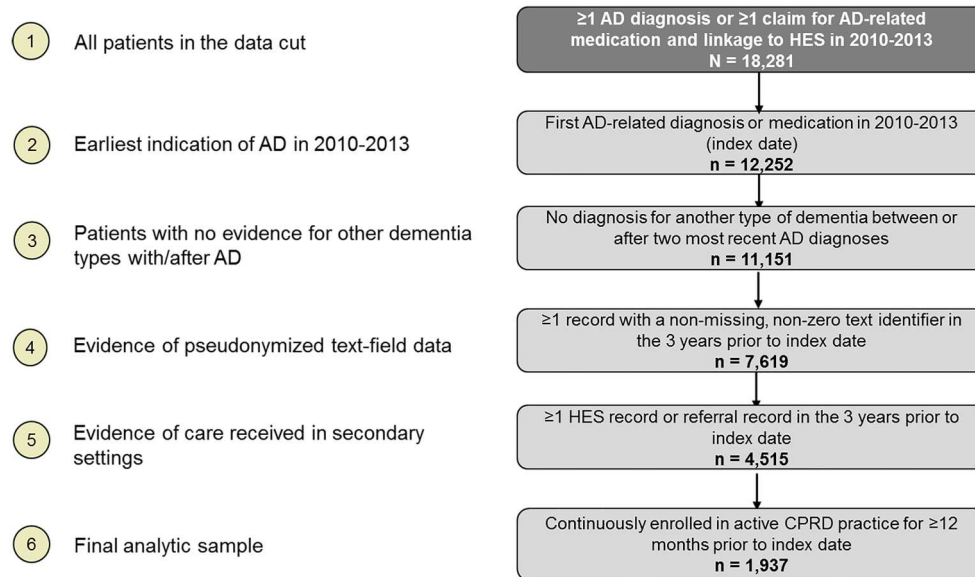 1
All patients in the data cut
≥1 AD diagnosis or ≥1 claim for AD-related
medication and linkage to HES in 2010-2013
N = 18,281
2
Earliest indication of AD in 2010-2013
First AD-related diagnosis or medication in 2010-2013
(index date)
n = 12,252
3
Patients with no evidence for other dementia
types with/after AD
No diagnosis for another type of dementia between or
after two most recent AD diagnoses
n = 11,151
4
Evidence of pseudonymized text-field data
≥1 record with a non-missing, non-zero text identifier in
the 3 years prior to index date
n = 7,619
5
Evidence of care received in secondary
settings
≥1 HES record or referral record in the 3 years prior to
index date
n = 4,515
6
Final analytic sample
Continuously enrolled in active CPRD practice for ≥12
months prior to index date
n = 1,937